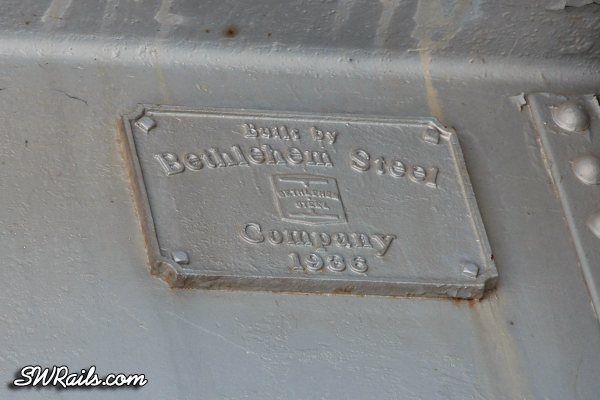 Built by
Bethlehem Steel
BETHLEHEM
STEEL
Company
1936
SWRails.com